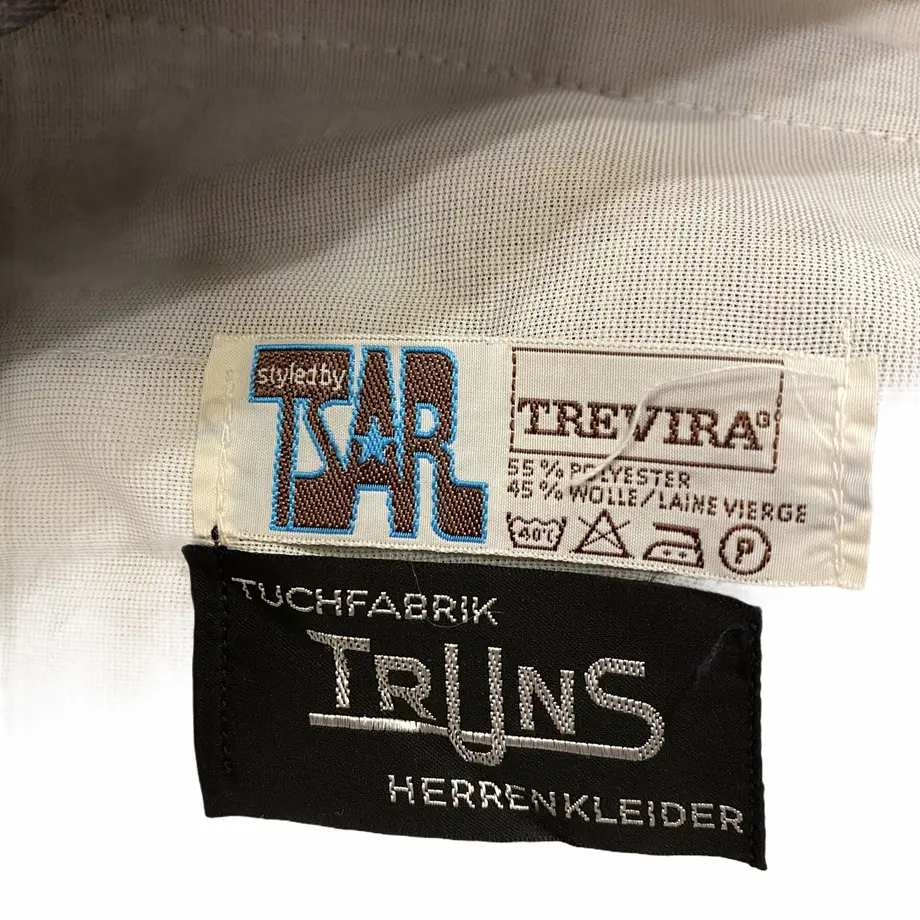 styled by
TSAR
TREVIRA®
55% POLYESTER
45% WOLLE/LAINE VIERGE
40°C
P
TUCHFABRIK
TRUNS
HERRENKLEIDER